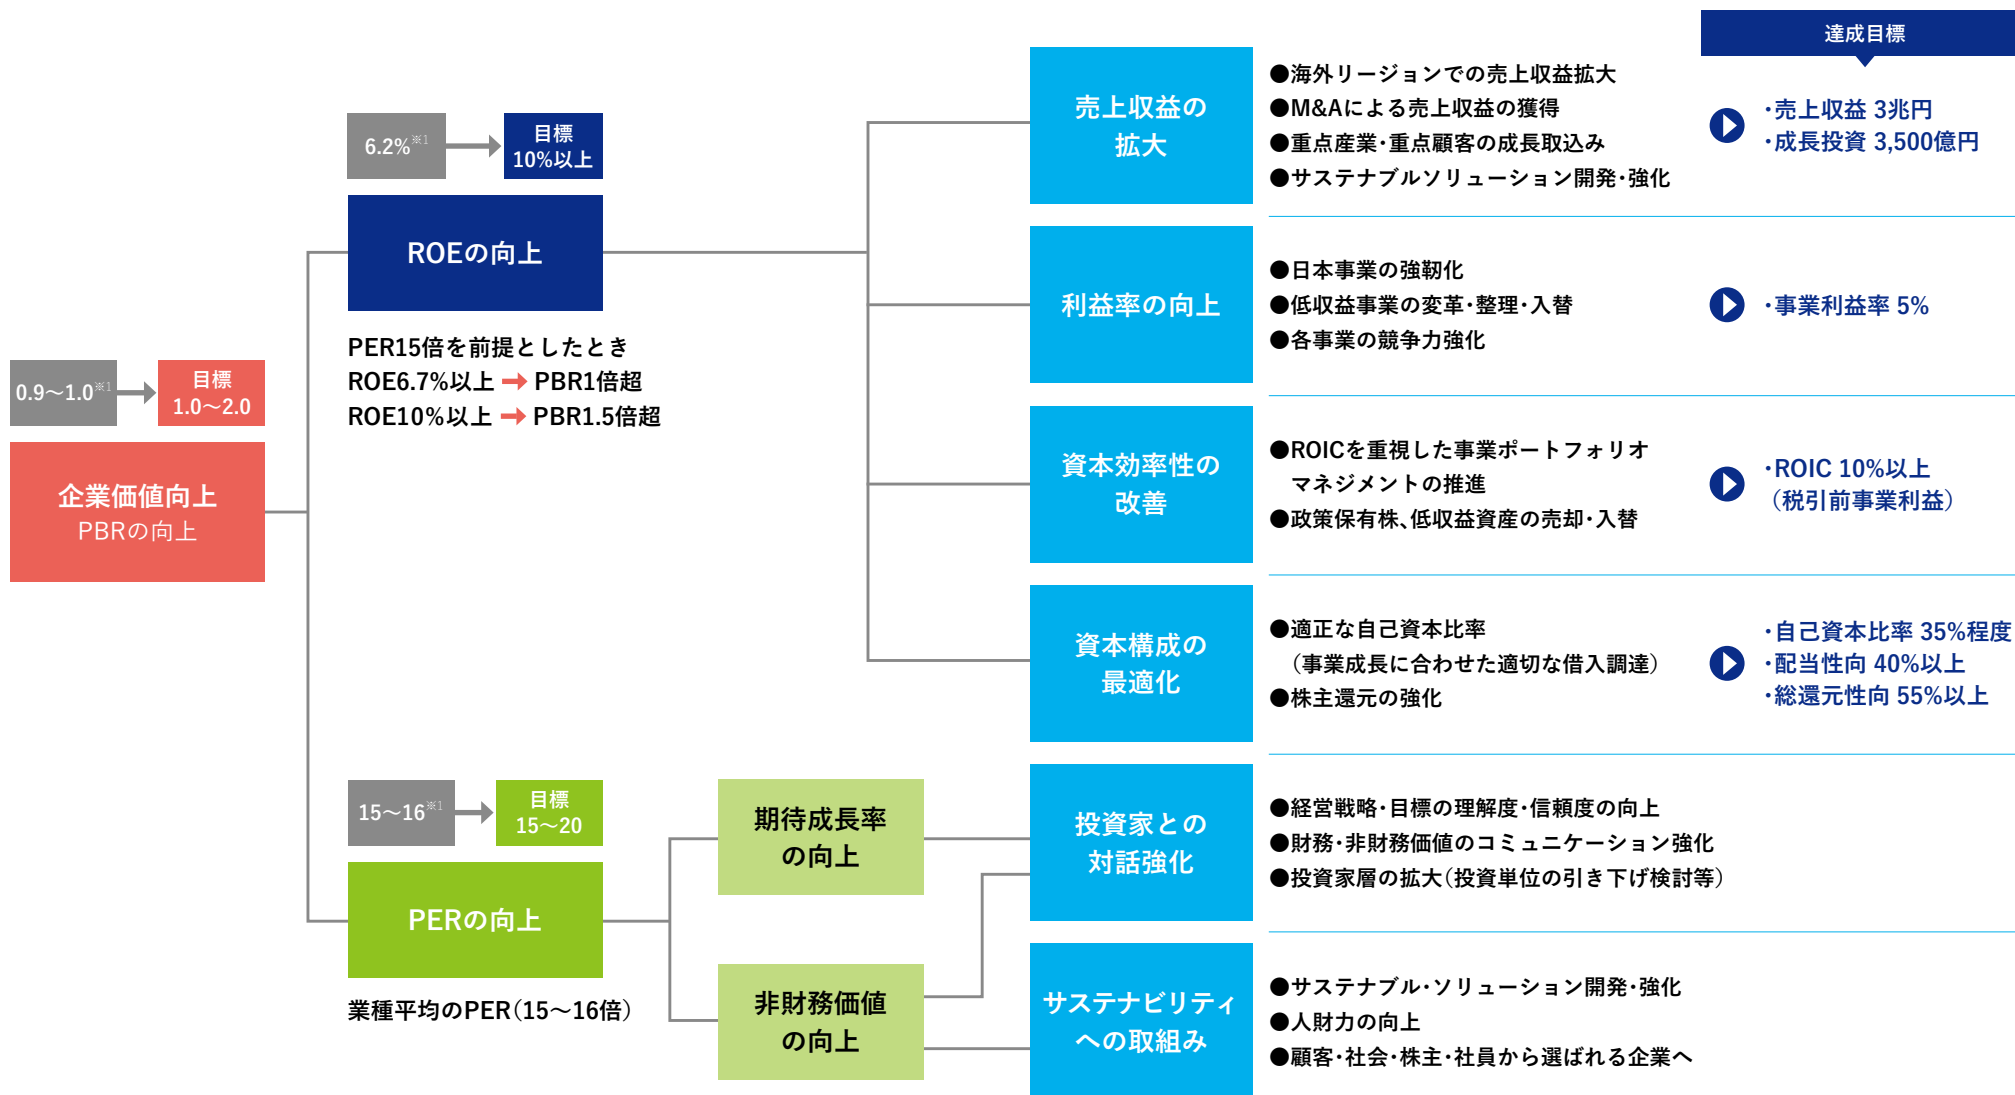 達成目標
0.9～1.0※1
目標
1.0～2.0
企業価値向上
PBRの向上
6.2%※1
目標
10%以上
ROEの向上
PER15倍を前提としたとき
ROE6.7%以上 → PBR1倍超
ROE10%以上 → PBR1.5倍超
15～16※1
目標
15～20
PERの向上
業種平均のPER（15～16倍）
期待成長率
の向上
非財務価値
の向上
売上収益の
拡大
●海外リージョンでの売上収益拡大
●M&Aによる売上収益の獲得
●重点産業・重点顧客の成長取込み
●サステナブルソリューション開発・強化
・売上収益 3兆円
・成長投資 3,500億円
利益率の向上
●日本事業の強靭化
●低収益事業の変革・整理・入替
●各事業の競争力強化
・事業利益率 5%
資本効率性の
改善
●ROICを重視した事業ポートフォリオ
マネジメントの推進
●政策保有株、低収益資産の売却・入替
・ROIC 10%以上
（税引前事業利益）
資本構成の
最適化
●適正な自己資本比率
（事業成長に合わせた適切な借入調達）
●株主還元の強化
・自己資本比率 35%程度
・配当性向 40%以上
・総還元性向 55%以上
投資家との
対話強化
●経営戦略・目標の理解度・信頼度の向上
●財務・非財務価値のコミュニケーション強化
●投資家層の拡大（投資単位の引き下げ検討等）
サステナビリティ
への取組み
●サステナブル・ソリューション開発・強化
●人財力の向上
●顧客・社会・株主・社員から選ばれる企業へ